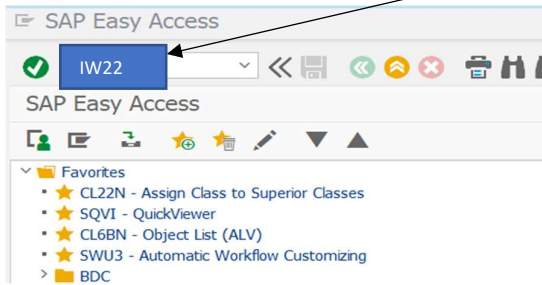 SAP Easy Access
IW22
SAP Easy Access
Favorites
CL22N - Assign Class to Superior Classes
SQVI - QuickViewer
CL6BN - Object List (ALV)
SWU3 - Automatic Workflow Customizing
BDC